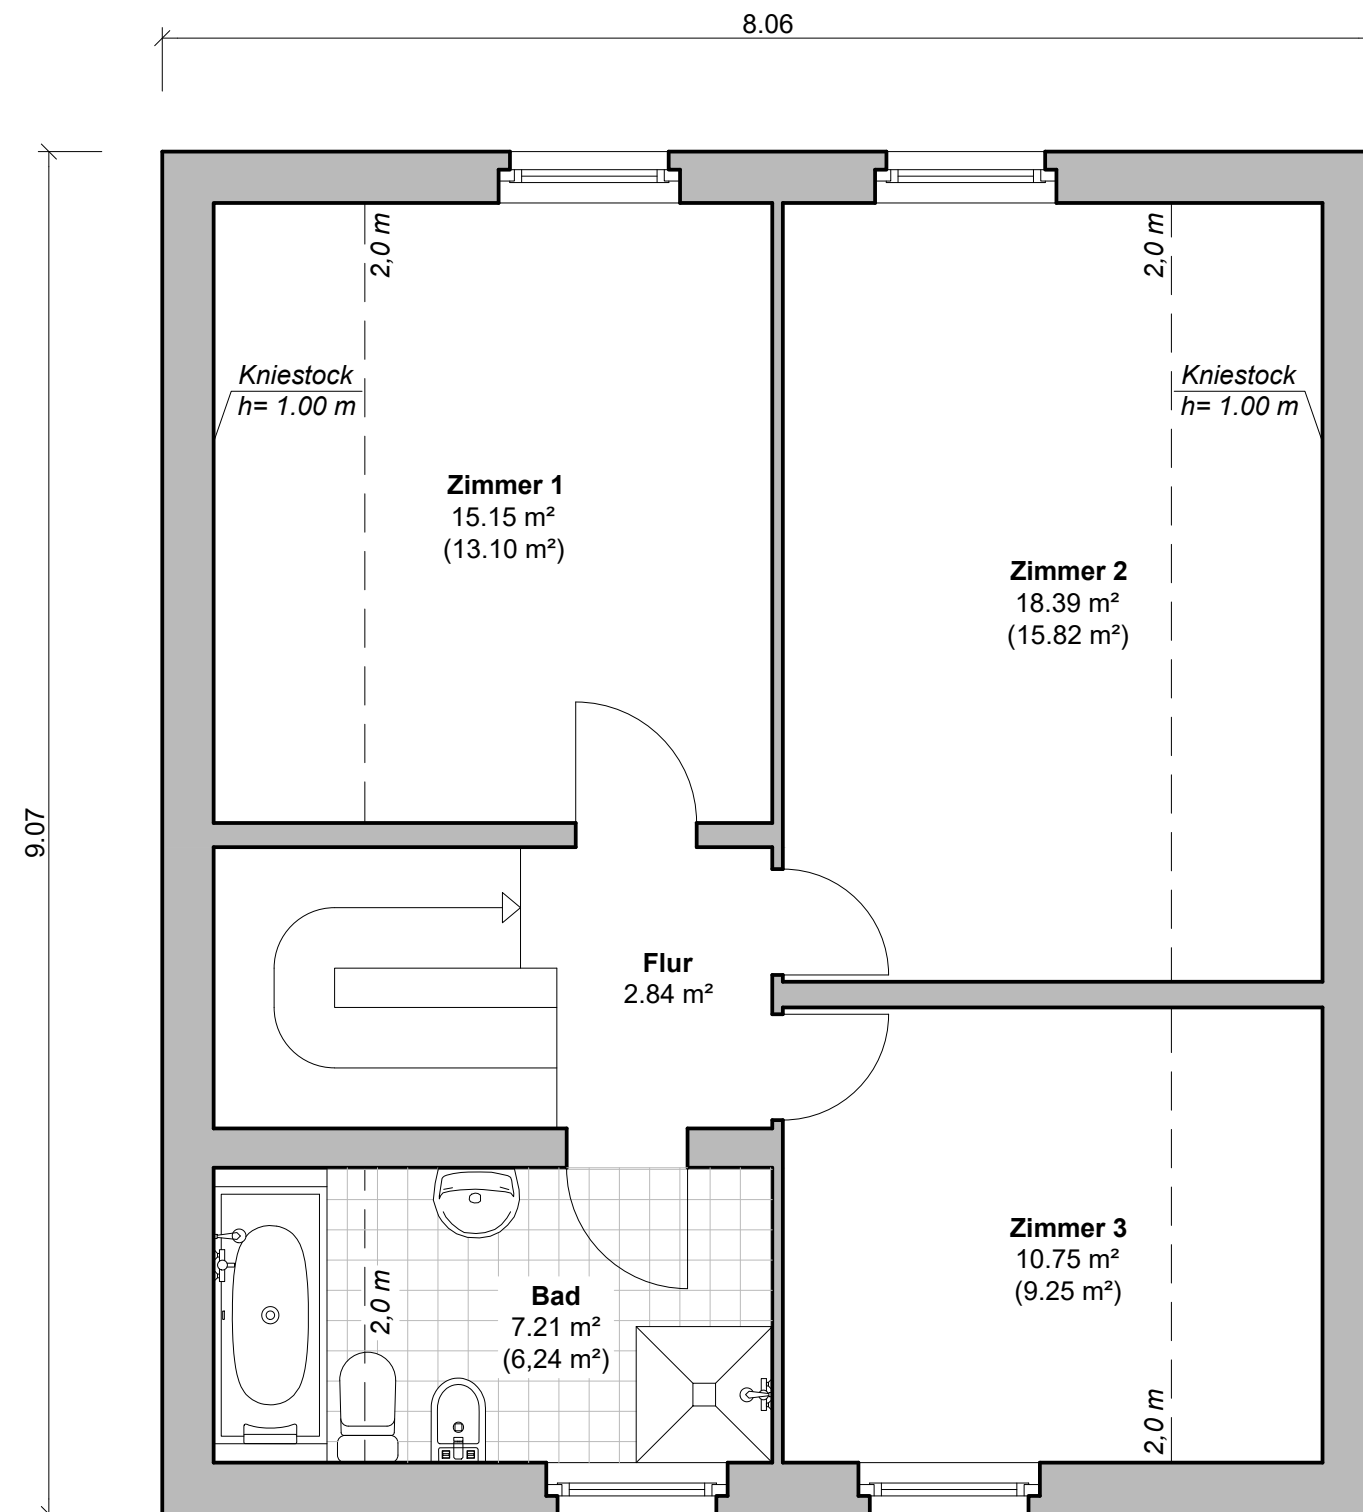 8.06
2,0 m
2,0 m
Kniestock
h= 1.00 m
Kniestock
h= 1.00 m
Zimmer 1
15.15 m²
(13.10 m²)
Zimmer 2
18.39 m²
(15.82 m²)
9.07
Flur
2.84 m²
Zimmer 3
10.75 m²
(9.25 m²)
2,0 m
Bad
7.21 m²
(6,24 m²)
2,0 m